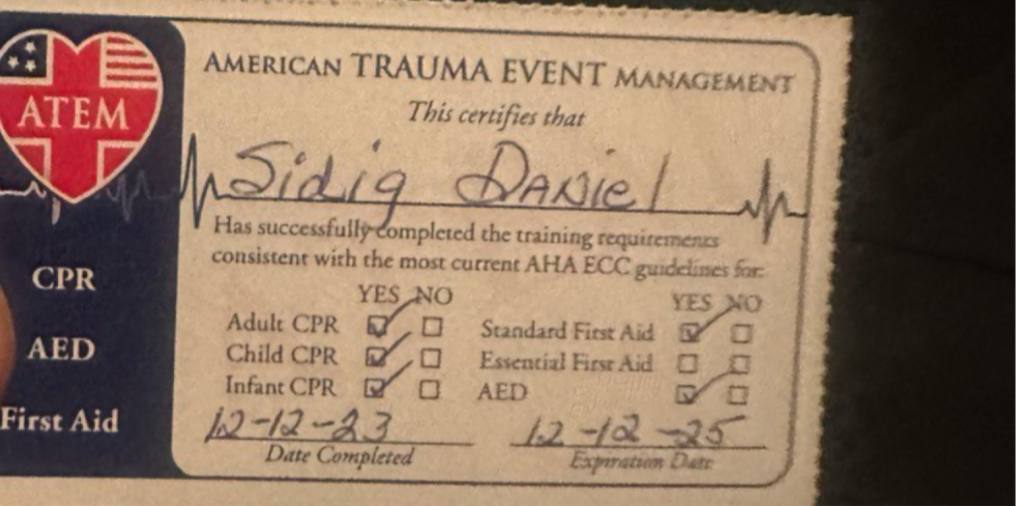 ATEM
CPR
AED
First Aid
AMERICAN TRAUMA EVENT MANAGEMENT
This certifies that
Sidig Daniel
Has successfully completed the training requirements
consistent with the most current AHA ECC guidelines for:
YES NO
Adult CPR
Child CPR
Infant CPR
YES NO
Standard First Aid
Essential First Aid
AED
12-12-23
Date Completed
12-12-25
Expiration Date